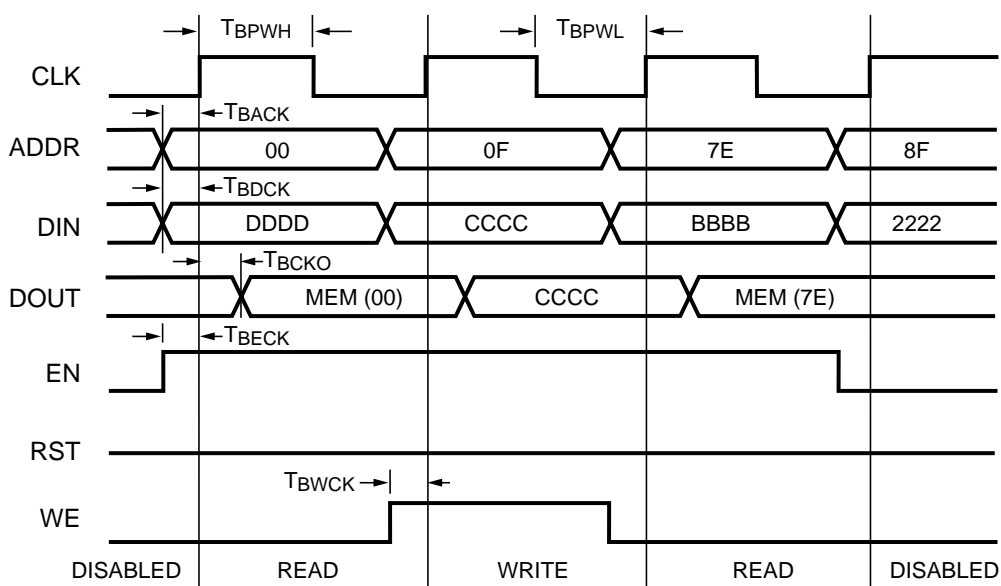 TBPWH TBPWL
CLK
TBACK
ADDR 00 0F 7E 8F
TBDCK
DIN DDDD CCCC BBBB 2222
TBCKO
DOUT MEM (00) CCCC MEM (7E)
TBECK
EN
RST
TBWCK
WE
DISABLED READ WRITE READ DISABLED